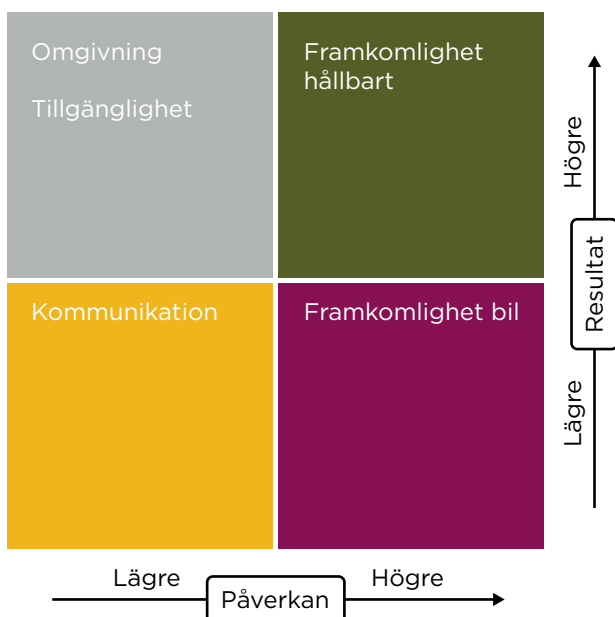 Omgivning
Tillgänglighet
Framkomlighet
hållbart
Kommunikation
Framkomlighet bil
Högre
Resultat
Lägre
Lägre
Påverkan
Högre